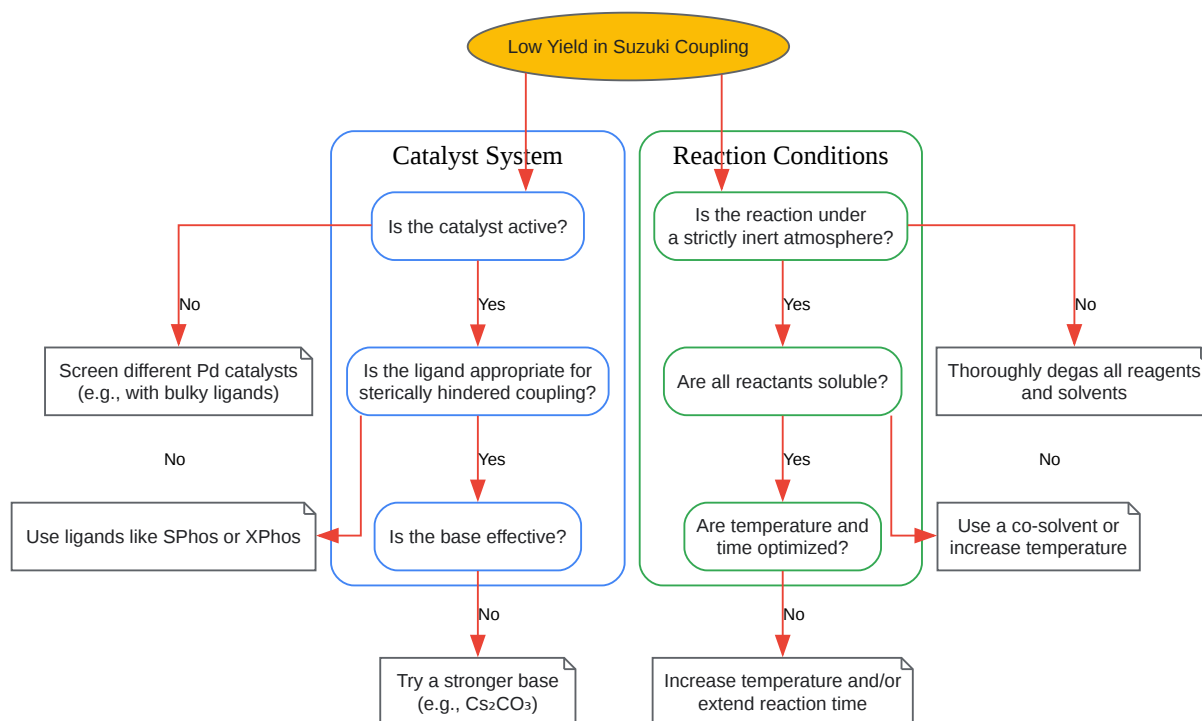 Low Yield in Suzuki Coupling
Catalyst System
Reaction Conditions
Is the catalyst active?
Is the reaction under
a strictly inert atmosphere?
No
Yes
Yes
No
Screen different Pd catalysts
(e.g., with bulky ligands)
Is the ligand appropriate for
sterically hindered coupling?
Are all reactants soluble?
Thoroughly degas all reagents
and solvents
No
Yes
Yes
No
Use ligands like SPhos or XPhos
Is the base effective?
Are temperature and
time optimized?
Use a co-solvent or
increase temperature
No
No
Try a stronger base
(e.g., Cs₂CO₃)
Increase temperature and/or
extend reaction time